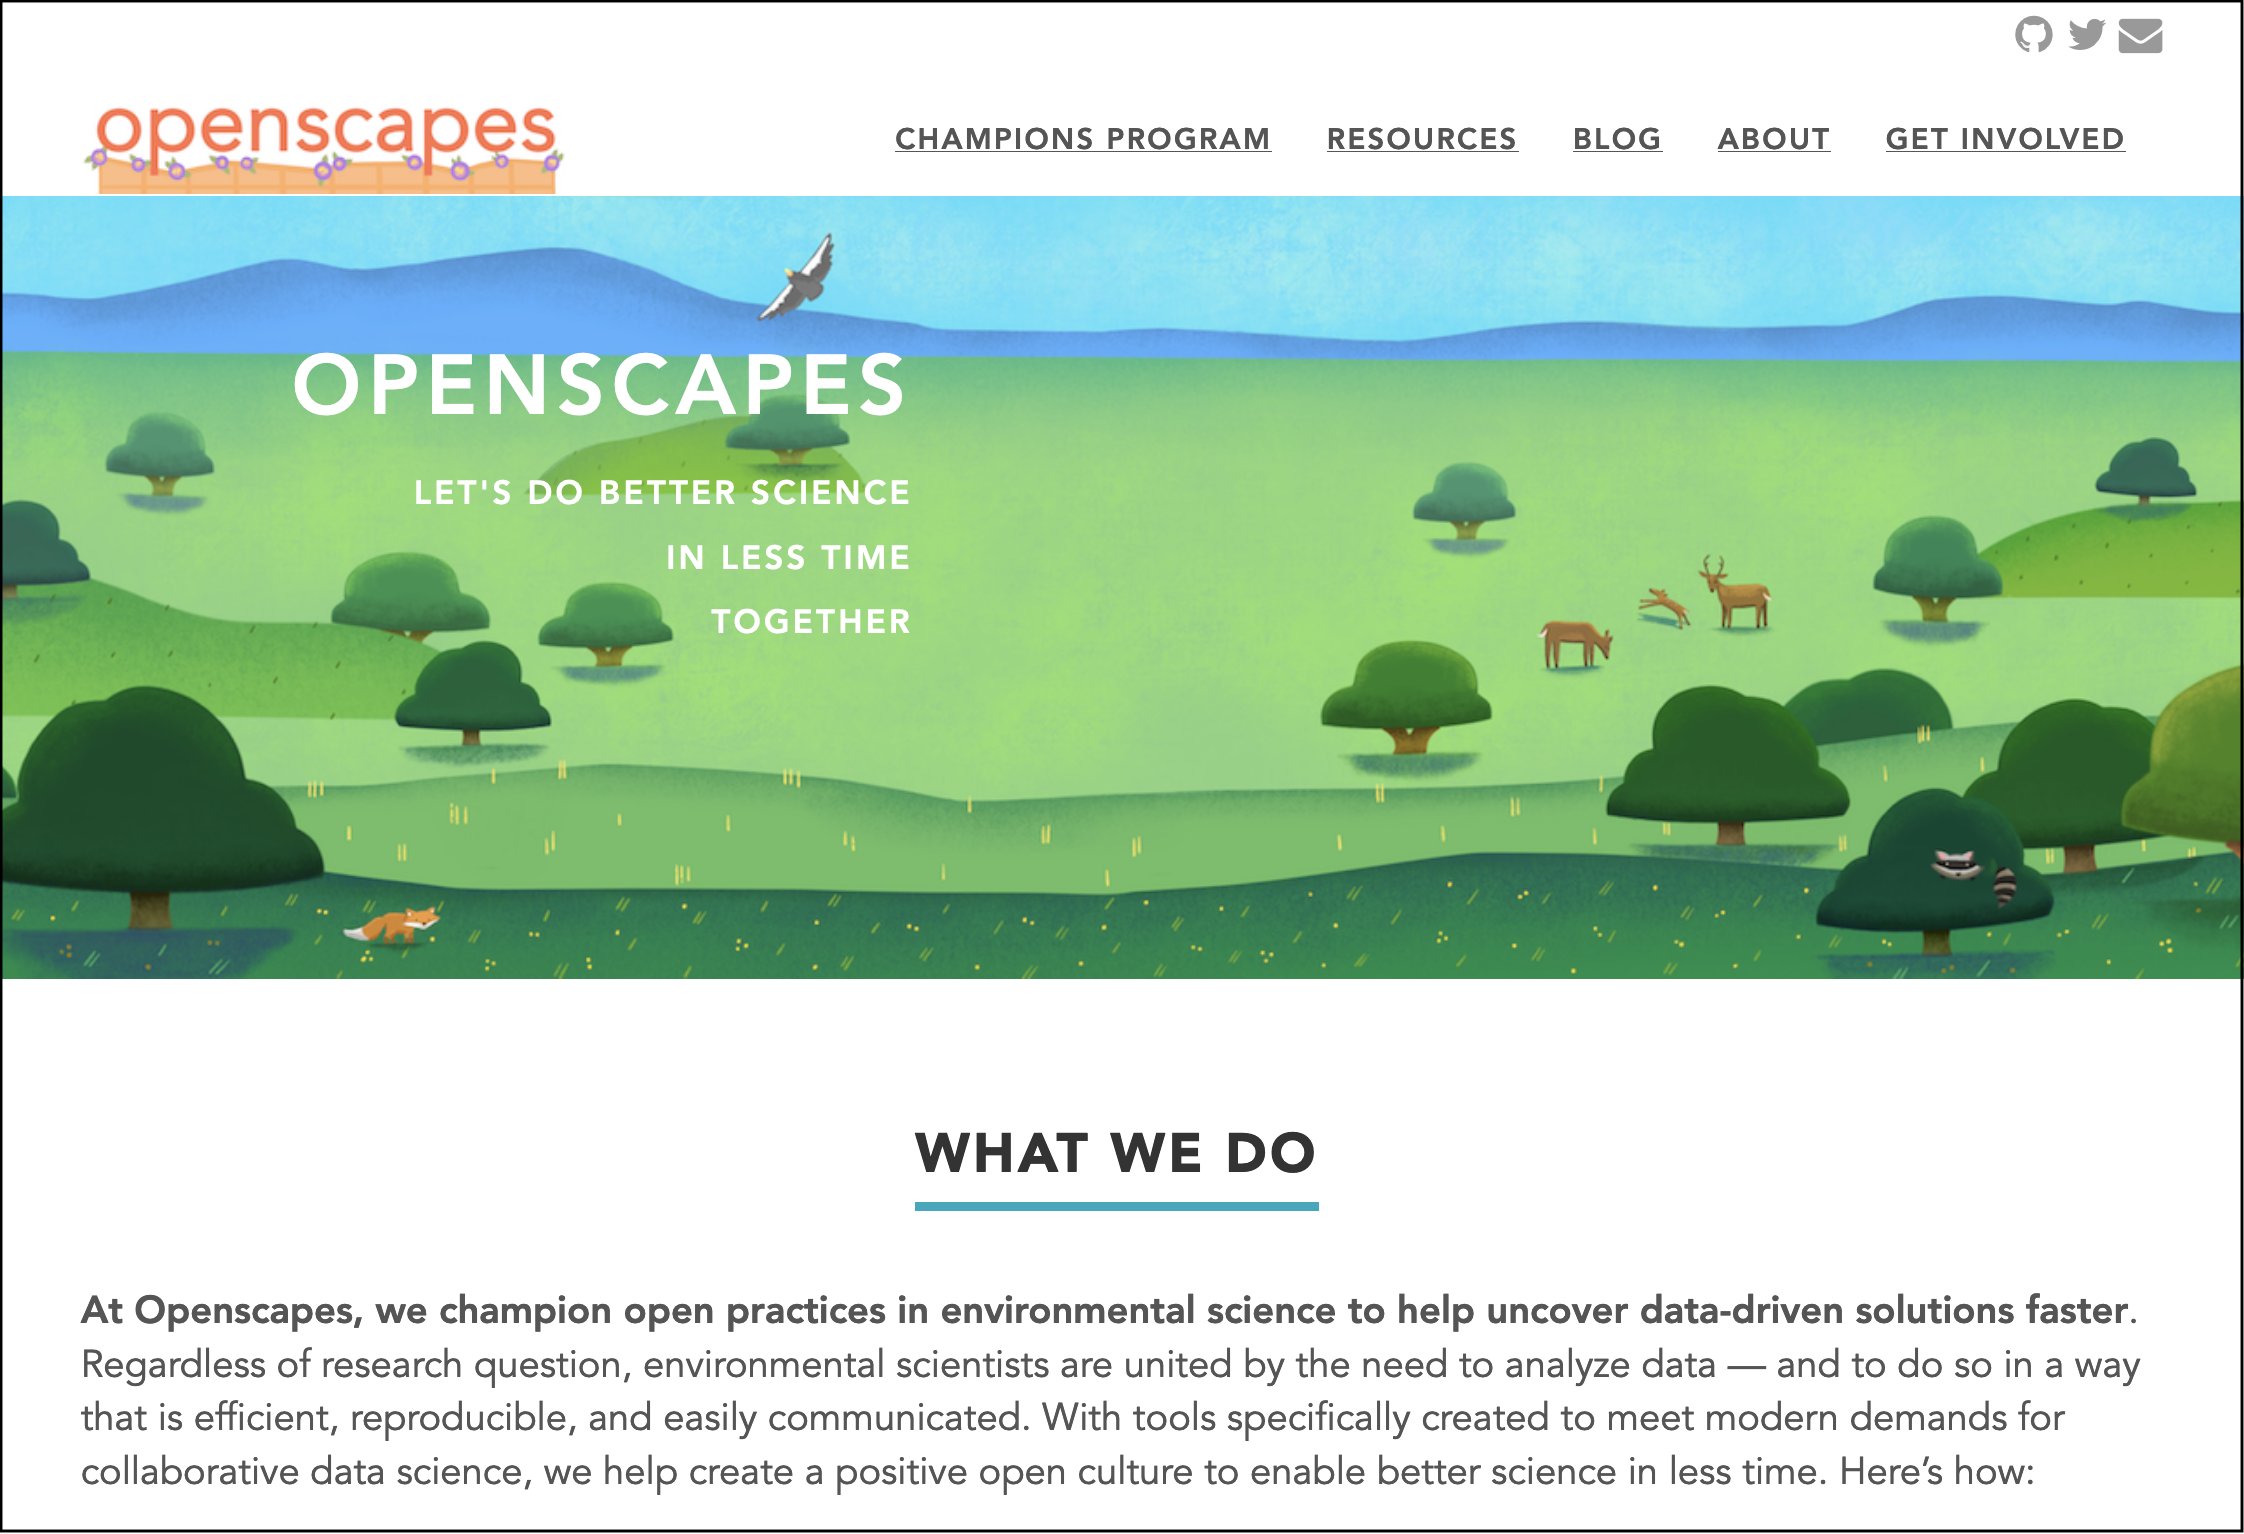 openscapes
CHAMPIONS PROGRAM RESOURCES BLOG ABOUT GET INVOLVED
OPENSCAPES
LET'S DO BETTER SCIENCE
IN LESS TIME
TOGETHER
WHAT WE DO
At Openscapes, we champion open practices in environmental science to help uncover data-driven solutions faster.
Regardless of research question, environmental scientists are united by the need to analyze data — and to do so in a way
that is efficient, reproducible, and easily communicated. With tools specifically created to meet modern demands for
collaborative data science, we help create a positive open culture to enable better science in less time. Here’s how: